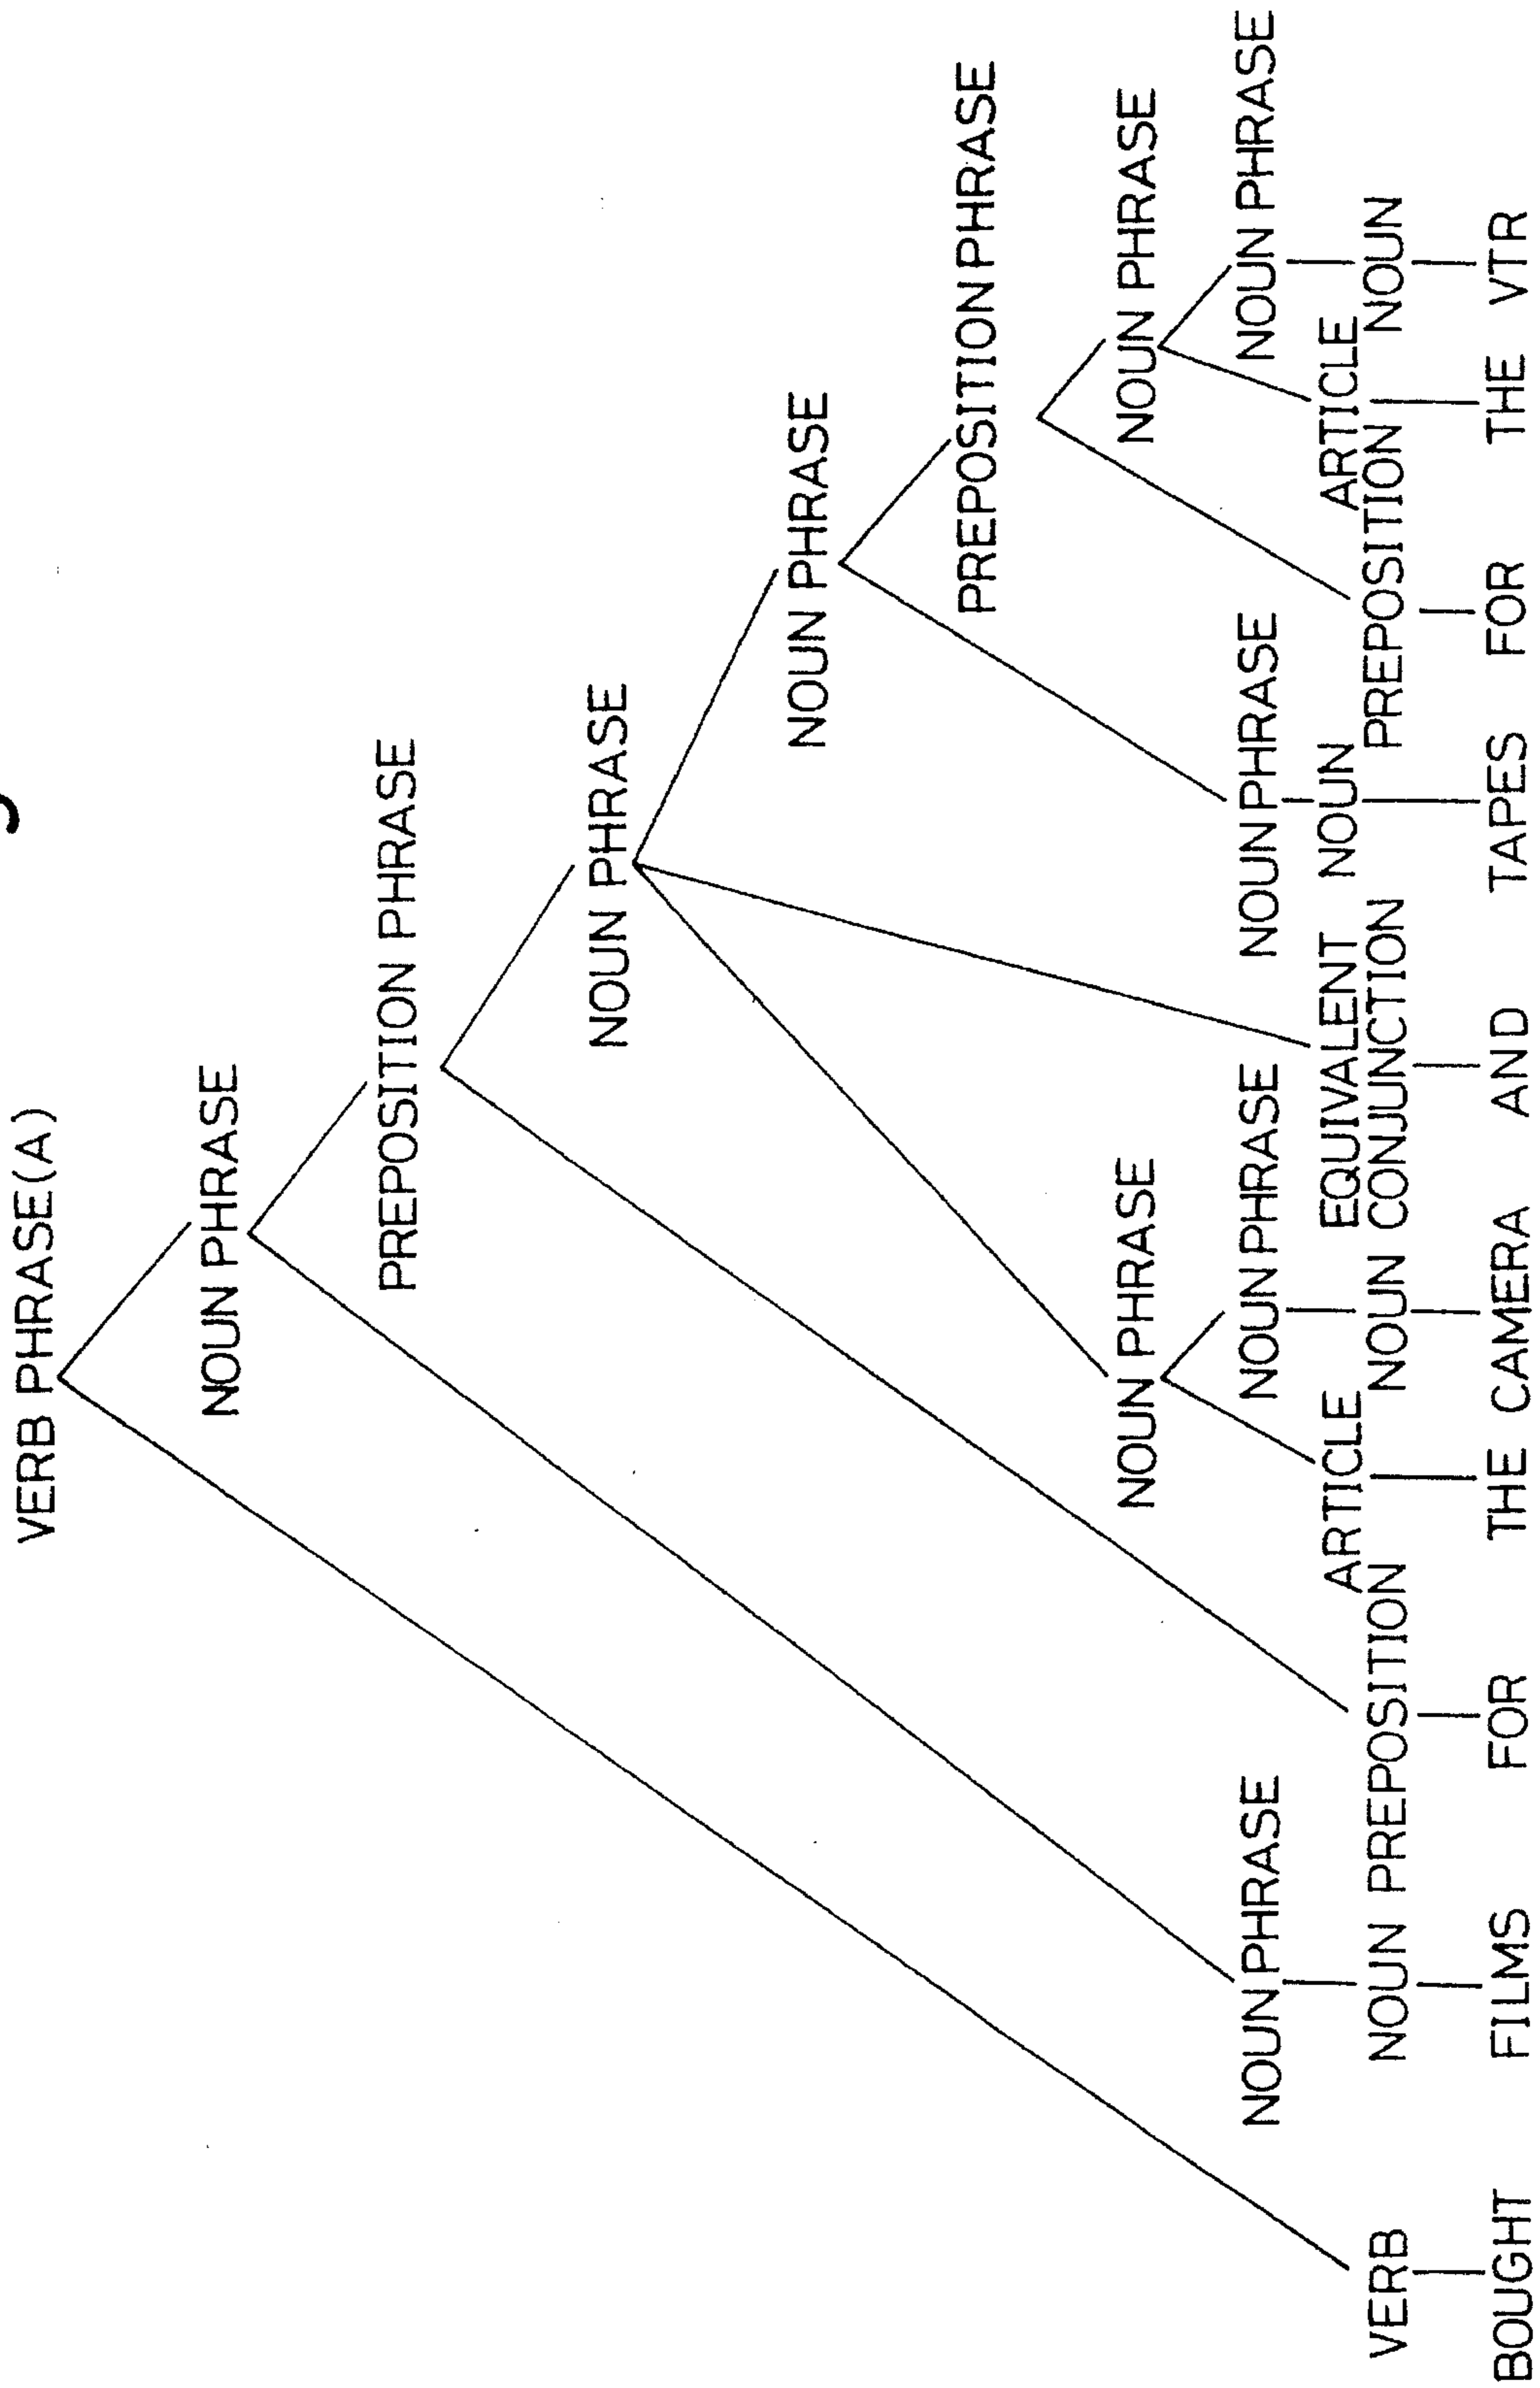 VERB PHRASE(A)
NOUN PHRASE
PREPOSITION PHRASE
NOUN PHRASE
NOUN PHRASE
PREPOSITION PHRASE
NOUN PHRASE NOUN PHRASE
NOUN PHRASE NOUN PHRASE NOUN PHRASE NOUN PHRASE
ARTICLE EQUIVALENT NOUN ARTICLE
VERB NOUN PREPOSITION NOUN CONJUNCTION PREPOSITION NOUN
BOUGHT FILMS FOR THE CAMERA AND TAPES FOR THE VTR